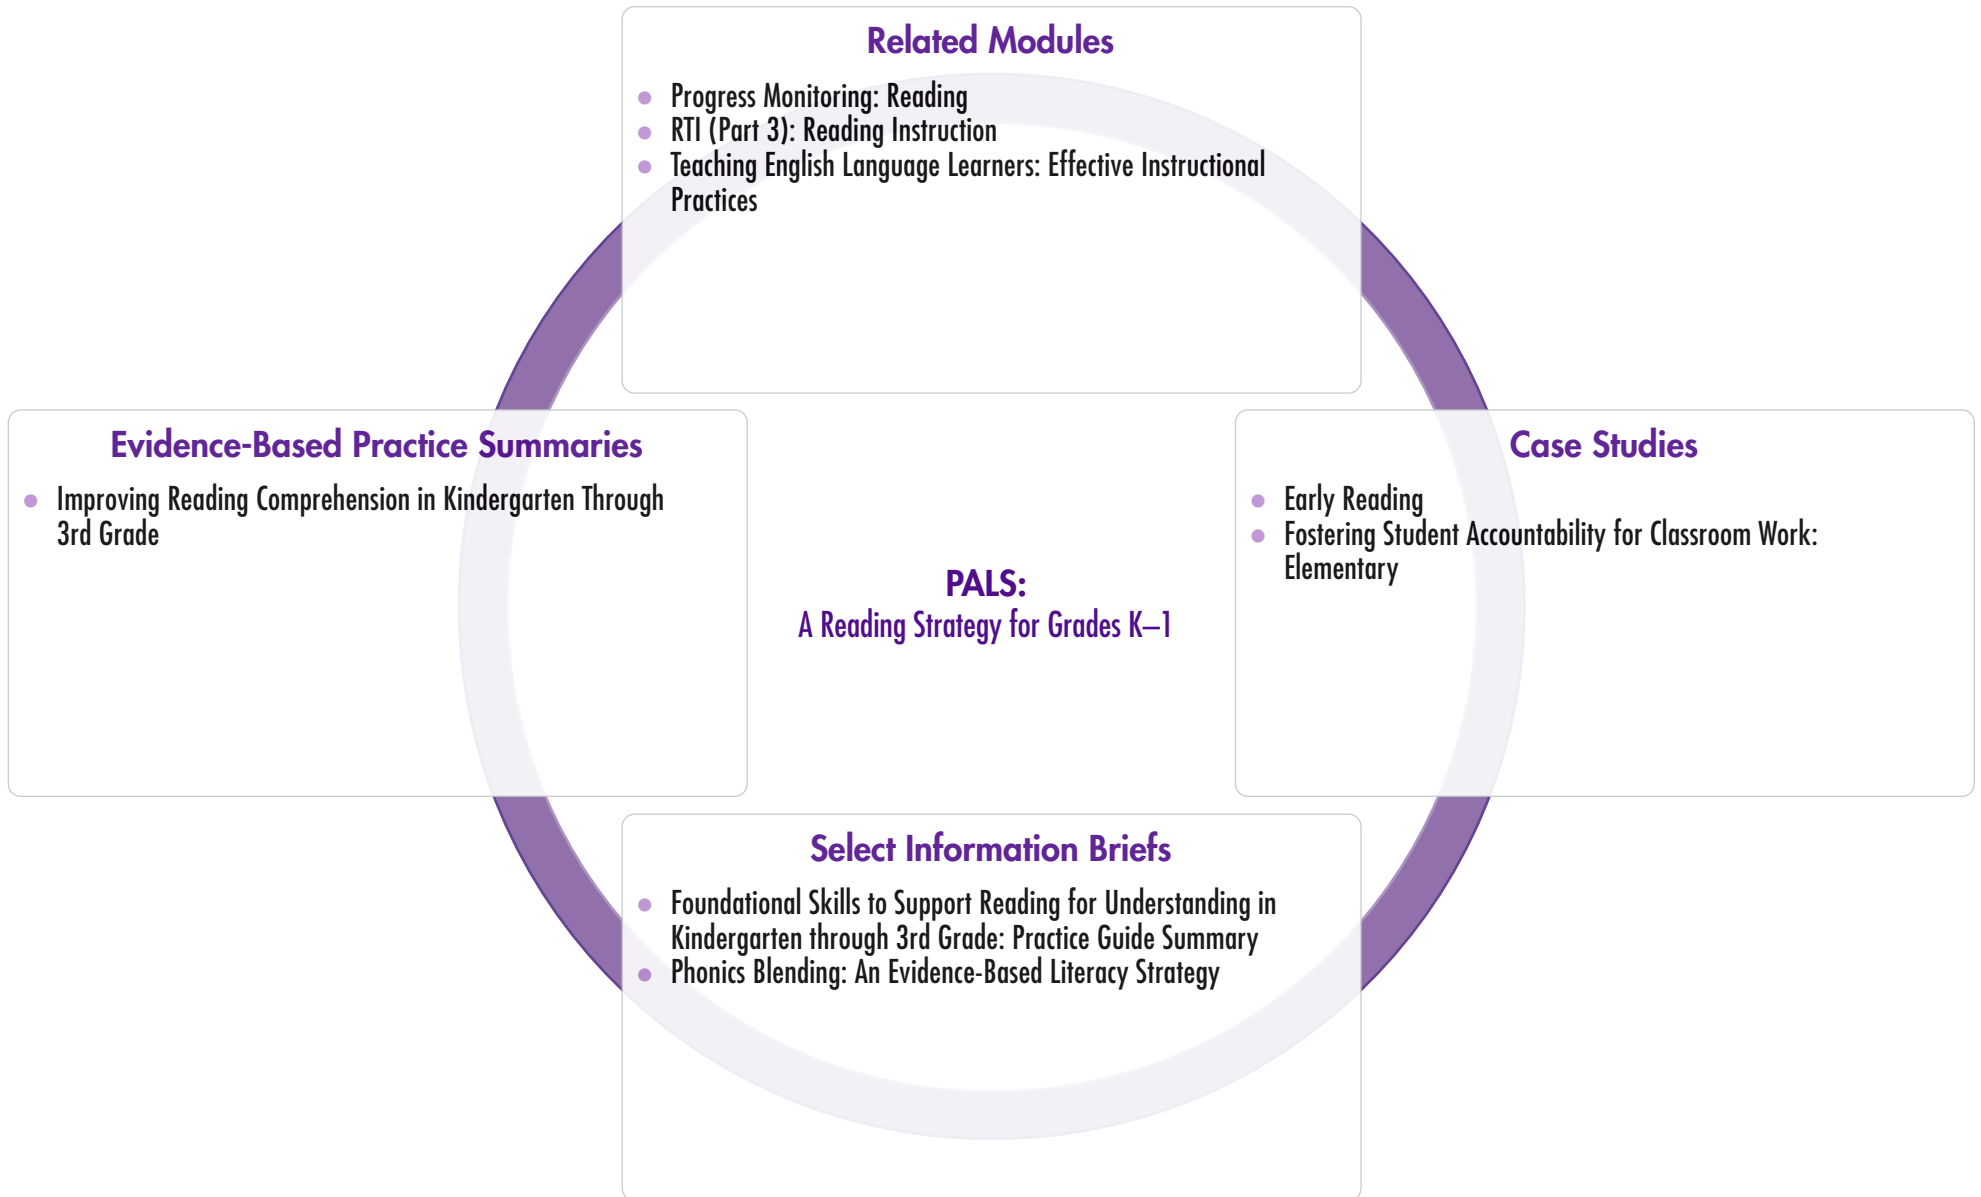 Related Modules
Progress Monitoring: Reading
RTI (Part 3): Reading Instruction
Teaching English Language Learners: Effective Instructional
Practices
Evidence-Based Practice Summaries
Improving Reading Comprehension in Kindergarten Through
3rd Grade
PALS:
A Reading Strategy for Grades K–1
Case Studies
Early Reading
Fostering Student Accountability for Classroom Work:
Elementary
Select Information Briefs
Foundational Skills to Support Reading for Understanding in
Kindergarten through 3rd Grade: Practice Guide Summary
Phonics Blending: An Evidence-Based Literacy Strategy